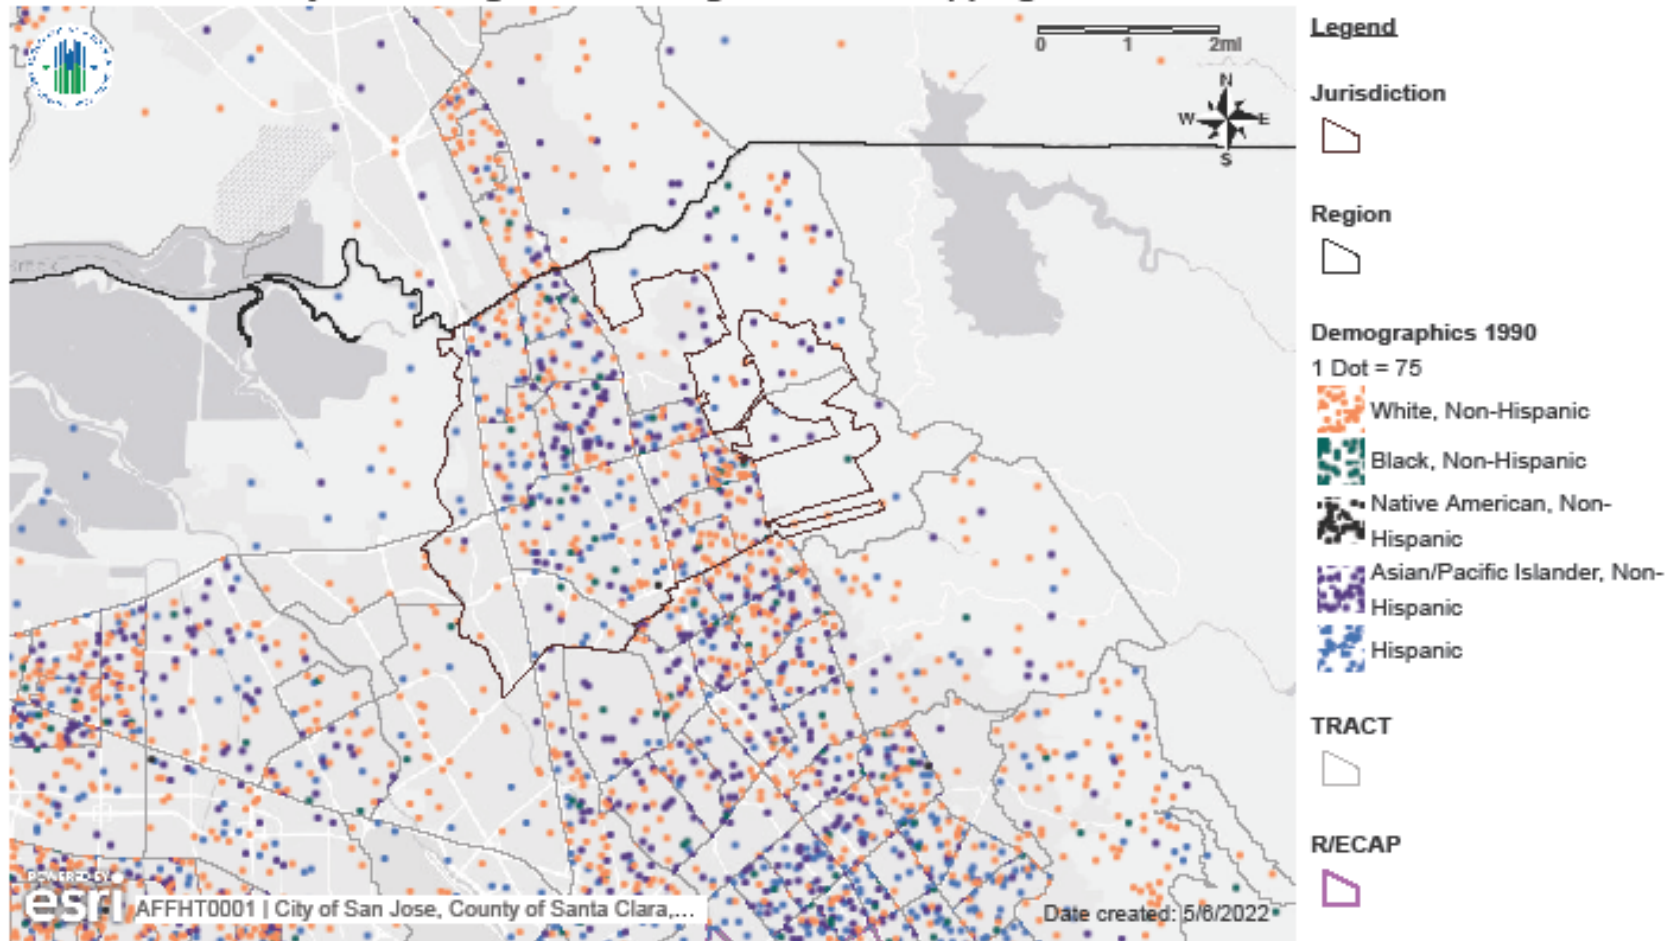 0 1 2mi
N
W E
S
Legend
Jurisdiction
Region
Demographics 1990
1 Dot = 75
White, Non-Hispanic
Black, Non-Hispanic
Native American, Non-
Hispanic
Asian/Pacific Islander, Non-
Hispanic
Hispanic
TRACT
R/ECAP
POWERED BY
esri
AFFHT0001 | City of San Jose, County of Santa Clara,...
Date created: 5/6/2022